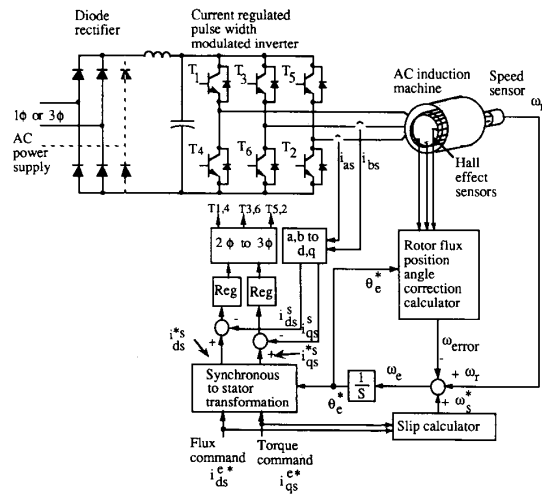 Diode
rectifier
Current regulated
pulse width
modulated inverter
AC induction
machine
Speed
sensor
T1
T3
T5
ωr
1ϕ or 3ϕ
AC
power
supply
T4
T6
T2
ias
ibs
Hall
effect
sensors
T1,4
T3,6
T5,2
2 ϕ to 3ϕ
a,b to
d,q
Reg
Reg
Rotor flux
position
angle
correction
calculator
θe*
i s ds
i s qs
-
-
+
+
i*s ds
i*s qs
ωerror
-
Synchronous
to stator
transformation
θe*
1
S
ωe
+ ωr
+
ωs*
Slip calculator
Flux
command
i e* ds
Torque
command
i e* qs